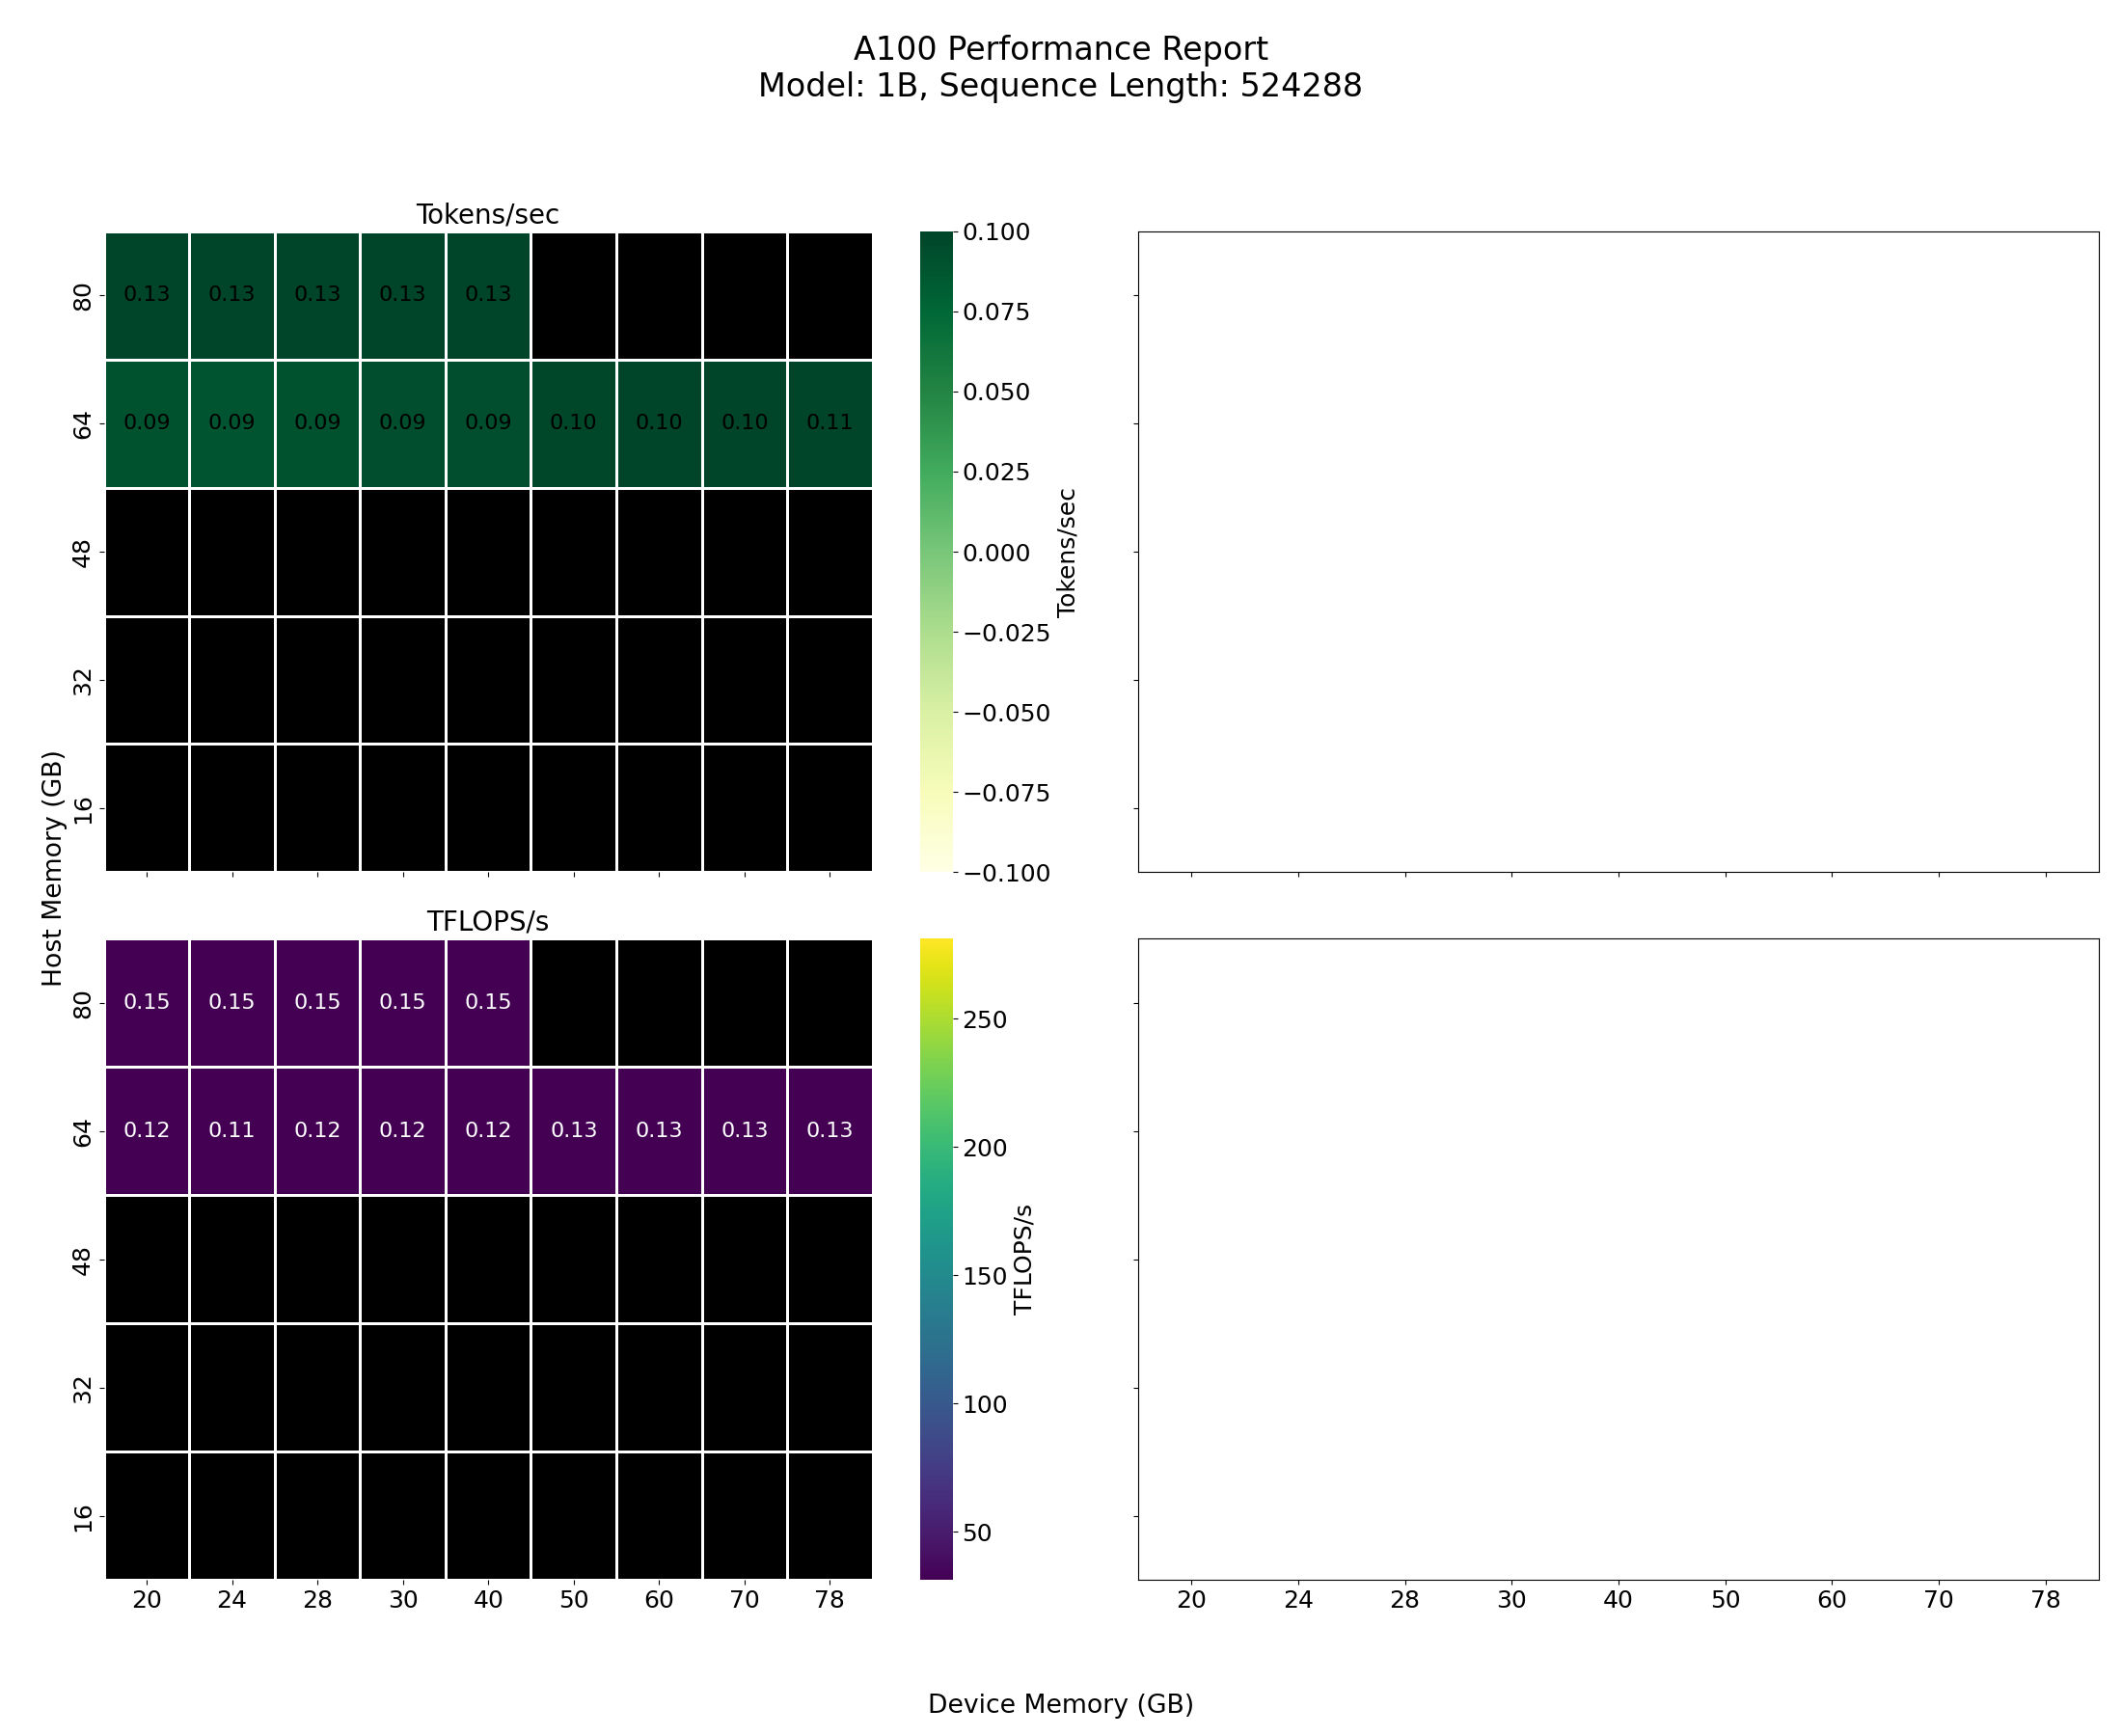 A100 Performance Report
Model: 1B, Sequence Length: 524288
Tokens/sec
80 0.13 0.13 0.13 0.13 0.13
64 0.09 0.09 0.09 0.09 0.09 0.10 0.10 0.10 0.11
48
32
16
0.100
0.075
0.050
0.025
0.000
−0.025
−0.050
−0.075
−0.100
Tokens/sec
Host Memory (GB)
TFLOPS/s
80 0.15 0.15 0.15 0.15 0.15
64 0.12 0.11 0.12 0.12 0.12 0.13 0.13 0.13 0.13
48
32
16
20 24 28 30 40 50 60 70 78
250
200
150
100
50
TFLOPS/s
20 24 28 30 40 50 60 70 78
Device Memory (GB)